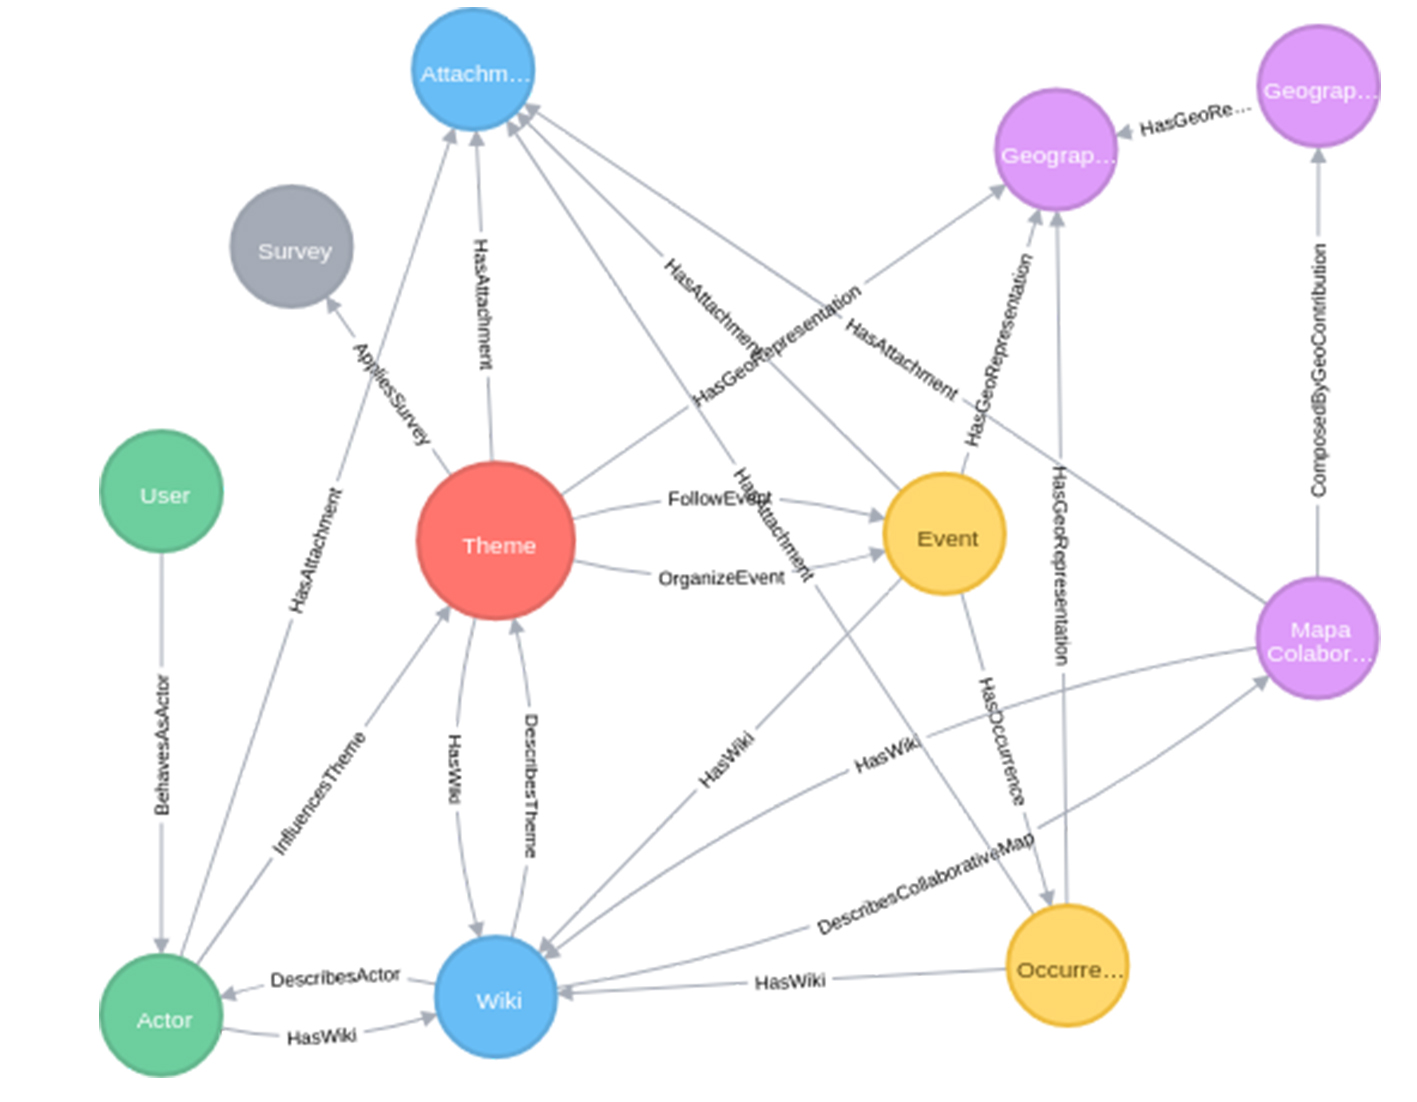 Attachm…
Geograp…
HasGeoRe…
Geograp…
Survey
HasAttachment
HasAttachment
HasGeoRepresentation
HasAttachment
HasGeoRepresentation
ComposedByGeoContribution
AppliesSurvey
HasAttachment
User
Theme
FollowEvent
HasAttachment
OrganizeEvent
Event
HasGeoRepresentation
Mapa
Colabor…
BehavesAsActor
InfluencesTheme
HasWiki
DescribesTheme
HasWiki
HasWiki
HasOccurrence
DescribesCollaborativeMap
DescribesActor
HasWiki
Occurre…
Wiki
Actor
HasWiki